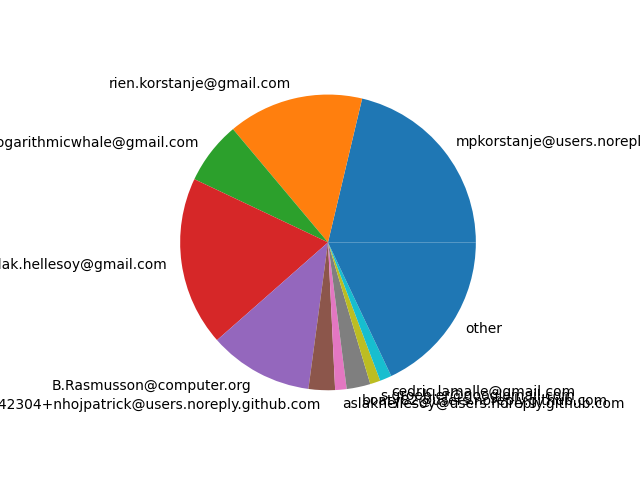 rien.korstanje@gmail.com
ogarithmicwhale@gmail.com
mpkorstanje@users.norepl
lak.hellesoy@gmail.com
other
B.Rasmusson@computer.org
cedric.lamalle@gmail.com
42304+nhojpatrick@users.noreply.github.com
aslakhellesoy@users.noreply.github.com